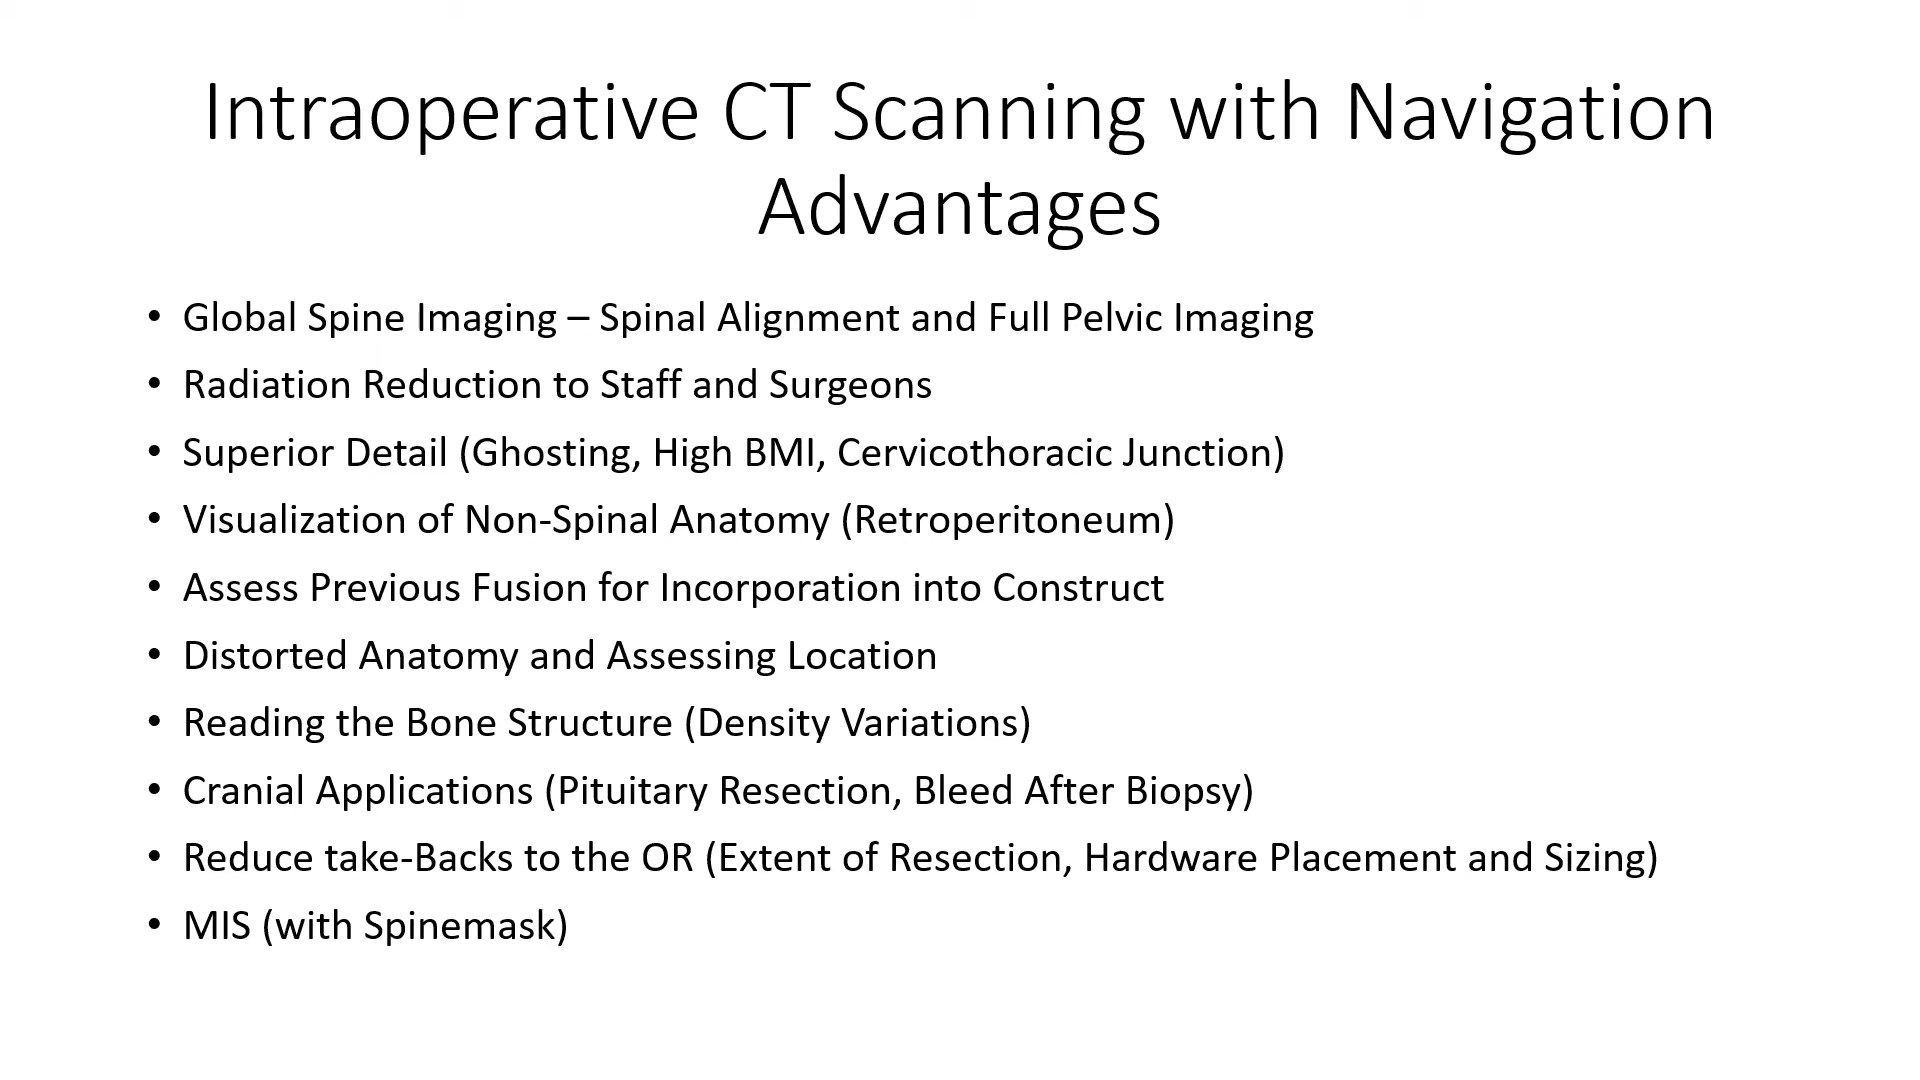 Intraoperative CT Scanning with Navigation
Advantages
• Global Spine Imaging – Spinal Alignment and Full Pelvic Imaging
• Radiation Reduction to Staff and Surgeons
• Superior Detail (Ghosting, High BMI, Cervicothoracic Junction)
• Visualization of Non-Spinal Anatomy (Retroperitoneum)
• Assess Previous Fusion for Incorporation into Construct
• Distorted Anatomy and Assessing Location
• Reading the Bone Structure (Density Variations)
• Cranial Applications (Pituitary Resection, Bleed After Biopsy)
• Reduce take-Backs to the OR (Extent of Resection, Hardware Placement and Sizing)
• MIS (with Spinemask)